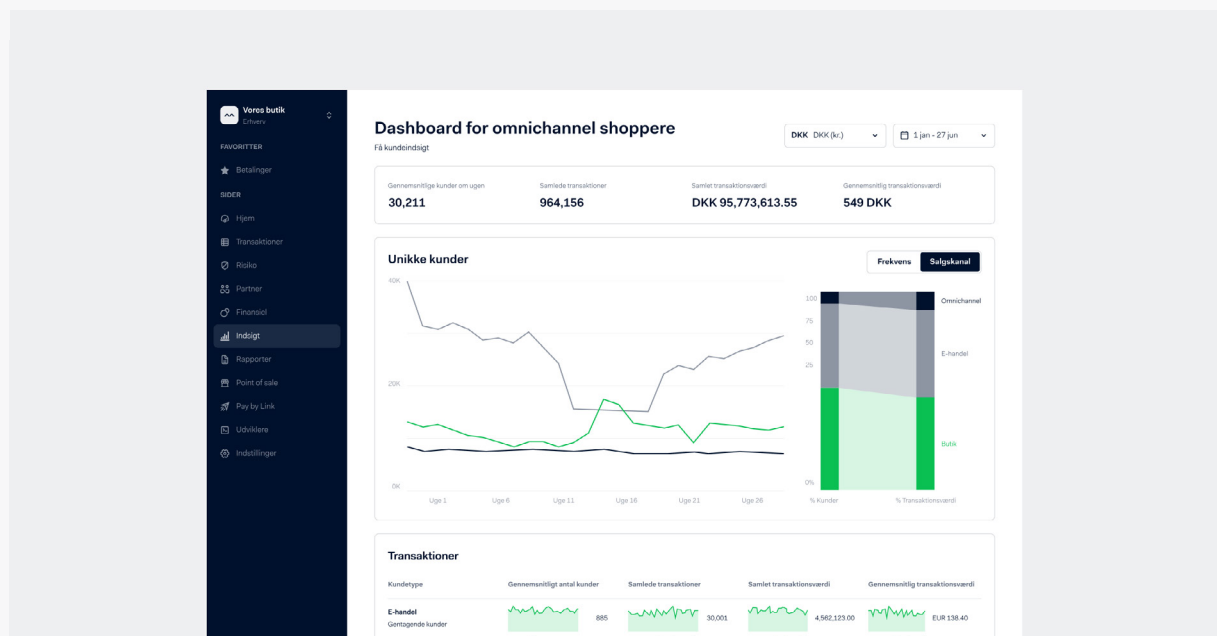 Vores butik
Erhverv
FAVORITTER
Betalinger
SIDER
Hjem
Transaktioner
Risiko
Partner
Finansiel
Indsigt
Rapporter
Point of sale
Pay by Link
Udviklere
Indstillinger
Dashboard for omnichannel shoppere
Få kundeindsigt
DKK DKK (kr.)
1 jan - 27 jun
Gennemsnitlige kunder om ugen
30,211
Samlede transaktioner
964,156
Samlet transaktionsværdi
DKK 95,773,613.55
Gennemsnitlig transaktionsværdi
549 DKK
Unikke kunder
Frekvens Salgskanal
40K
20K
0K
Uge 1 Uge 6 Uge 11 Uge 16 Uge 21 Uge 26
100
75
50
25
0%
Omnichannel
E-handel
Butik
% Kunder % Transaktionsværdi
Transaktioner
Kundetype Gennemsnitligt antal kunder Samlede transaktioner Samlet transaktionsværdi Gennemsnitlig transaktionsværdi
E-handel
Gentagende kunder
885 30,001 4,562,123.00 EUR 138.40